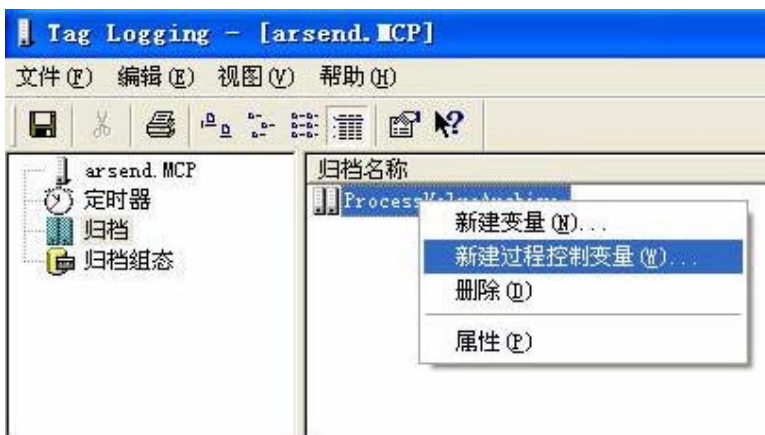 Tag Logging - [arsend.MCP]
文件(F) 编辑(E) 视图(V) 帮助(H)
arsend.MCP
定时器
归档
归档组态
归档名称
新建变量(N)...
新建过程控制变量(W)...
删除(D)
属性(P)